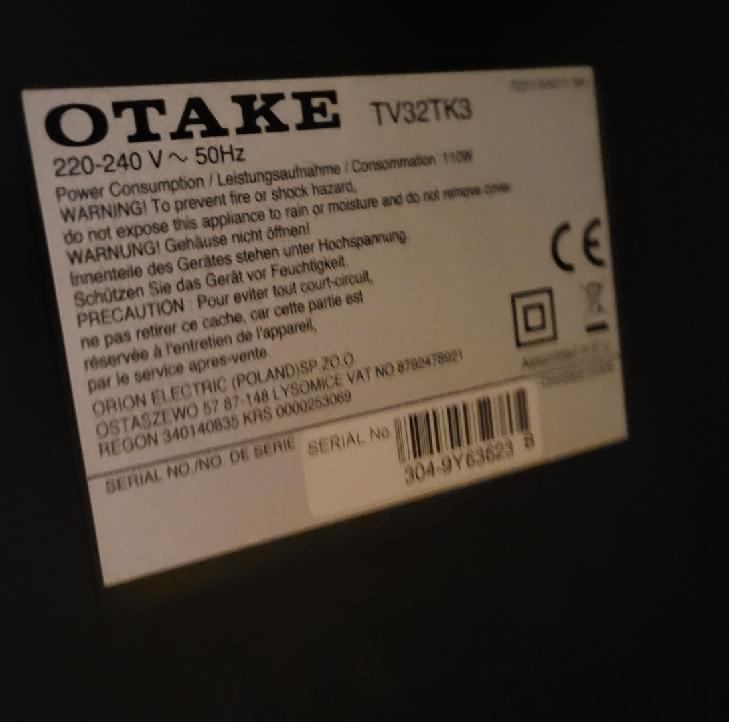 OTAKE TV32TK3
220-240 V ~ 50Hz
Power Consumption / Leistungsaufnahme / Consommation 110W
WARNING! To prevent fire or shock hazard,
do not expose this appliance to rain or moisture and do not remove cover
WARNUNG! Gehäuse nicht öffnen!
Innenteile des Gerätes stehen unter Hochspannung.
Schützen Sie das Gerät vor Feuchtigkeit.
PRECAUTION : Pour eviter tout court-circuit,
ne pas retirer ce cache, car cette partie est
réservée à l'entretien de l'appareil,
par le service apres-vente.
CE
ORION ELECTRIC (POLAND)SP.ZO.O.
OSTASZEWO 57 87-148 LYSOMICE VAT NO 8792478921
REGON 340140835 KRS 0000253069
Assembled in E.U.
SERIAL NO./NO. DE SERIE
SERIAL No.
304-9Y63623 B